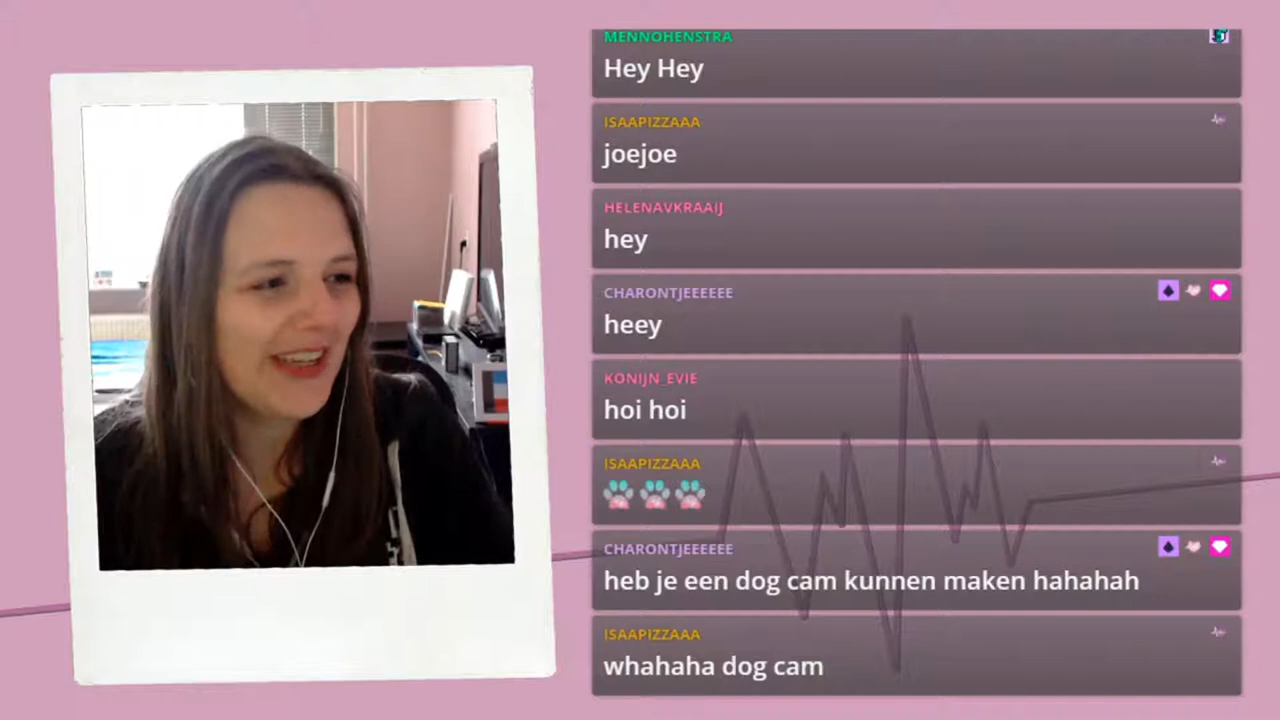 MENNOHENSTRA
Hey Hey
ISAAPIZZAAA
joejoe
HELENAVKRAAIJ
hey
CHARONTJEEEEEE
heey
KONIJN_EVIE
hoi hoi
ISAAPIZZAAA
CHARONTJEEEEEE
heb je een dog cam kunnen maken hahahah
ISAAPIZZAAA
whahaha dog cam